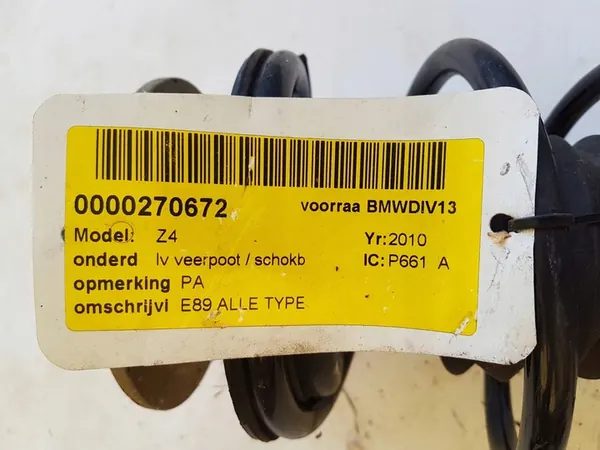 0000270672 voorraa BMWDIV13
Model: Z4 Yr: 2010
onderd lv veerpoot / schokb IC: P661 A
opmerking PA
omschrijvi E89 ALLE TYPE